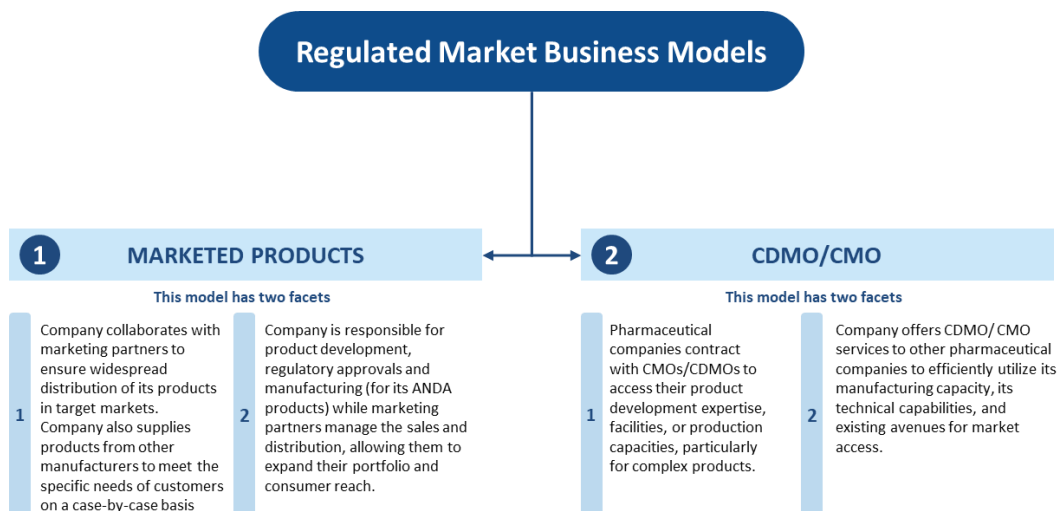 Regulated Market Business Models
1
MARKETED PRODUCTS
This model has two facets
1
Company collaborates with
marketing partners to
ensure widespread
distribution of its products
in target markets.
Company also supplies
products from other
manufacturers to meet the
specific needs of customers
on a case-by-case basis
2
Company is responsible for
product development,
regulatory approvals and
manufacturing (for its ANDA
products) while marketing
partners manage the sales and
distribution, allowing them to
expand their portfolio and
consumer reach.
2
CDMO/CMO
This model has two facets
1
Pharmaceutical
companies contract
with CMOs/CDMOs to
access their product
development expertise,
facilities, or production
capacities, particularly
for complex products.
2
Company offers CDMO/ CMO
services to other pharmaceutical
companies to efficiently utilize its
manufacturing capacity, its
technical capabilities, and
existing avenues for market
access.